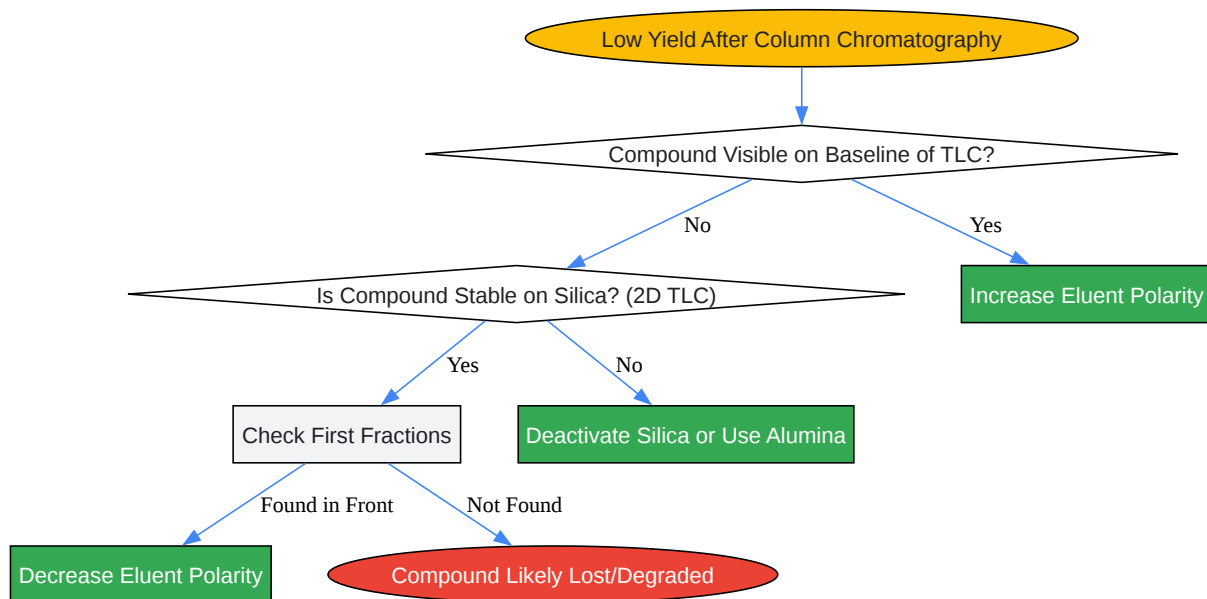 Low Yield After Column Chromatography
Compound Visible on Baseline of TLC?
No
Yes
Is Compound Stable on Silica? (2D TLC)
Increase Eluent Polarity
Yes
No
Check First Fractions
Deactivate Silica or Use Alumina
Found in Front
Not Found
Decrease Eluent Polarity
Compound Likely Lost/Degraded